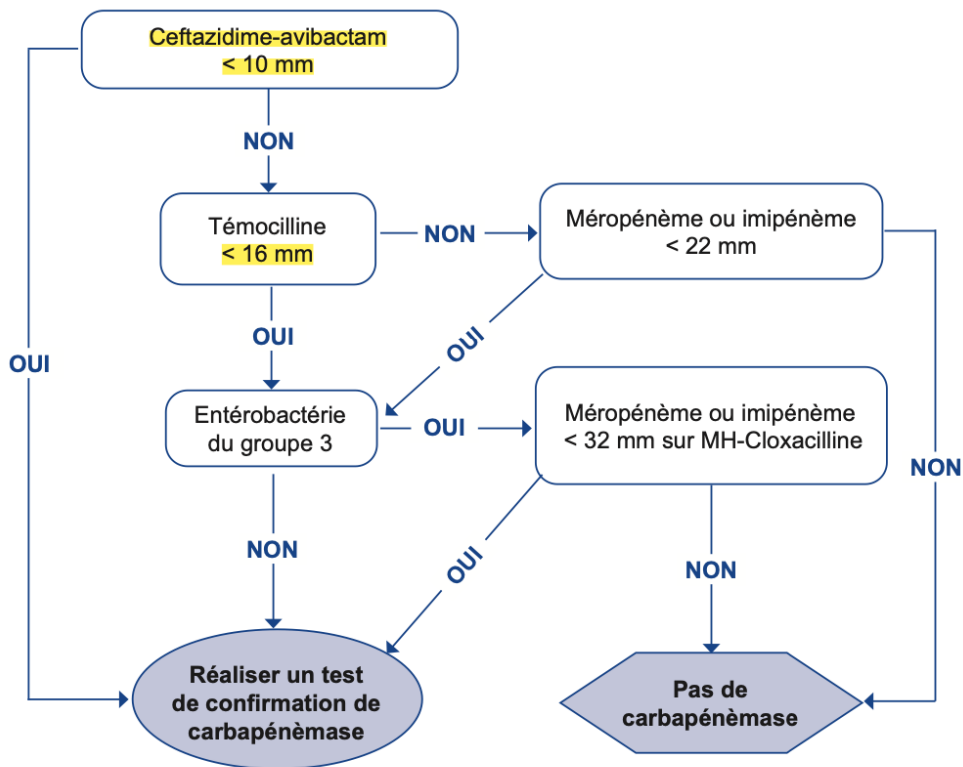 Ceftazidime-avibactam
< 10 mm
NON
Témocilline
< 16 mm
NON
Méropénème ou imipénème
< 22 mm
OUI
OUI
OUI
Entérobactérie
du groupe 3
OUI
Méropénème ou imipénème
< 32 mm sur MH-Cloxacilline
NON
NON
OUI
NON
Réaliser un test
de confirmation de
carbapénèmase
Pas de
carbapénèmase